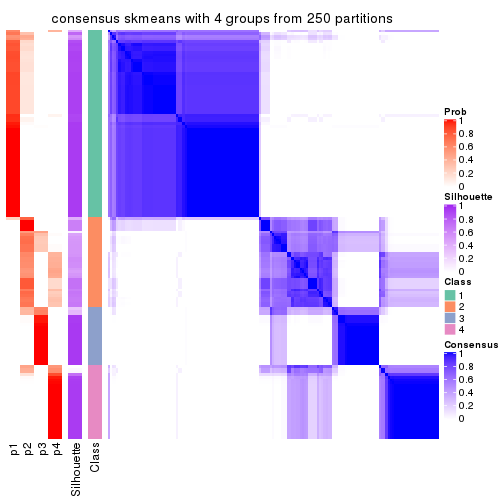 consensus skmeans with 4 groups from 250 partitions
Prob
1
0.8
0.6
0.4
0.2
0
Silhouette
1
0.8
0.6
0.4
0.2
0
Class
1
2
3
4
Consensus
1
0.8
0.6
0.4
0.2
0
p1
p2
p3
p4
Silhouette
Class